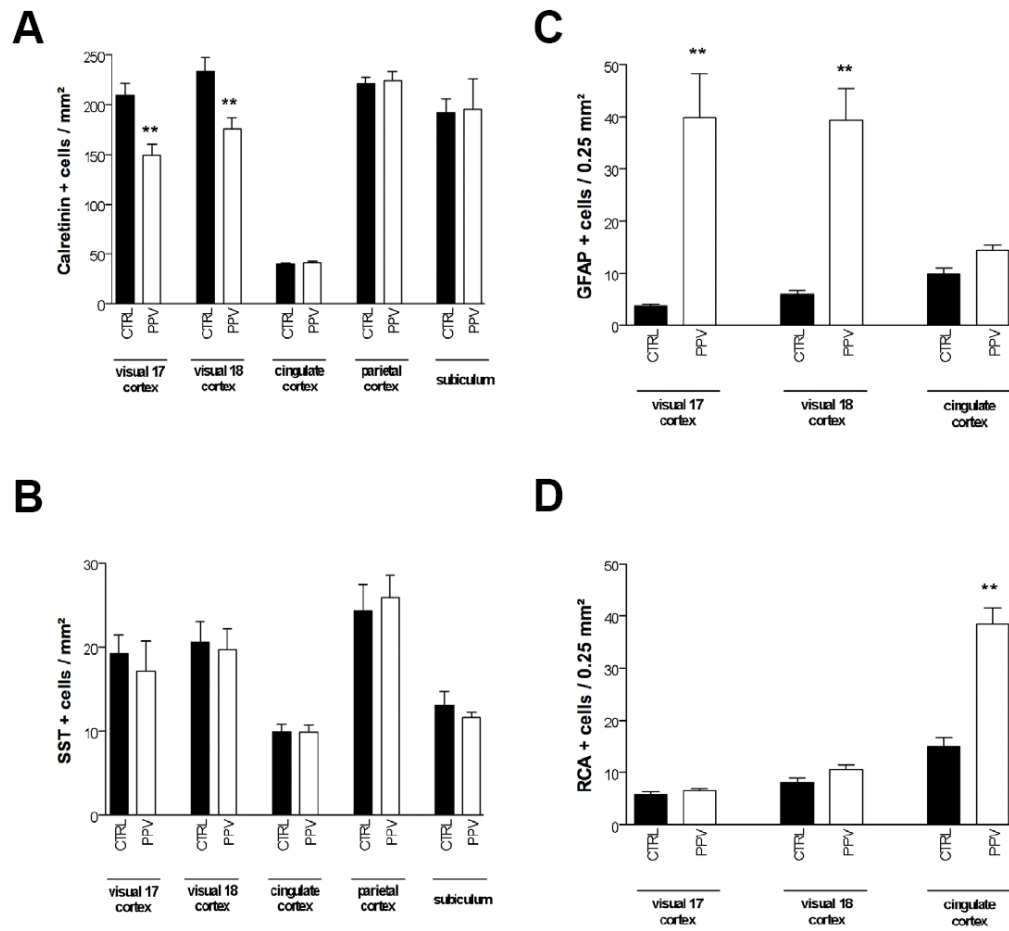 A
Calretinin + cells / mm²
250
200
150
100
50
0
**
**
CTRL
PPV
CTRL
PPV
CTRL
PPV
CTRL
PPV
CTRL
PPV
visual 17
cortex
visual 18
cortex
cingulate
cortex
parietal
cortex
subiculum
B
SST + cells / mm²
30
20
10
0
CTRL
PPV
CTRL
PPV
CTRL
PPV
CTRL
PPV
CTRL
PPV
visual 17
cortex
visual 18
cortex
cingulate
cortex
parietal
cortex
subiculum
C
GFAP + cells / 0.25 mm²
50
40
30
20
10
0
**
**
CTRL
PPV
CTRL
PPV
CTRL
PPV
visual 17
cortex
visual 18
cortex
cingulate
cortex
D
RCA + cells / 0.25 mm²
50
40
30
20
10
0
**
CTRL
PPV
CTRL
PPV
CTRL
PPV
visual 17
cortex
visual 18
cortex
cingulate
cortex